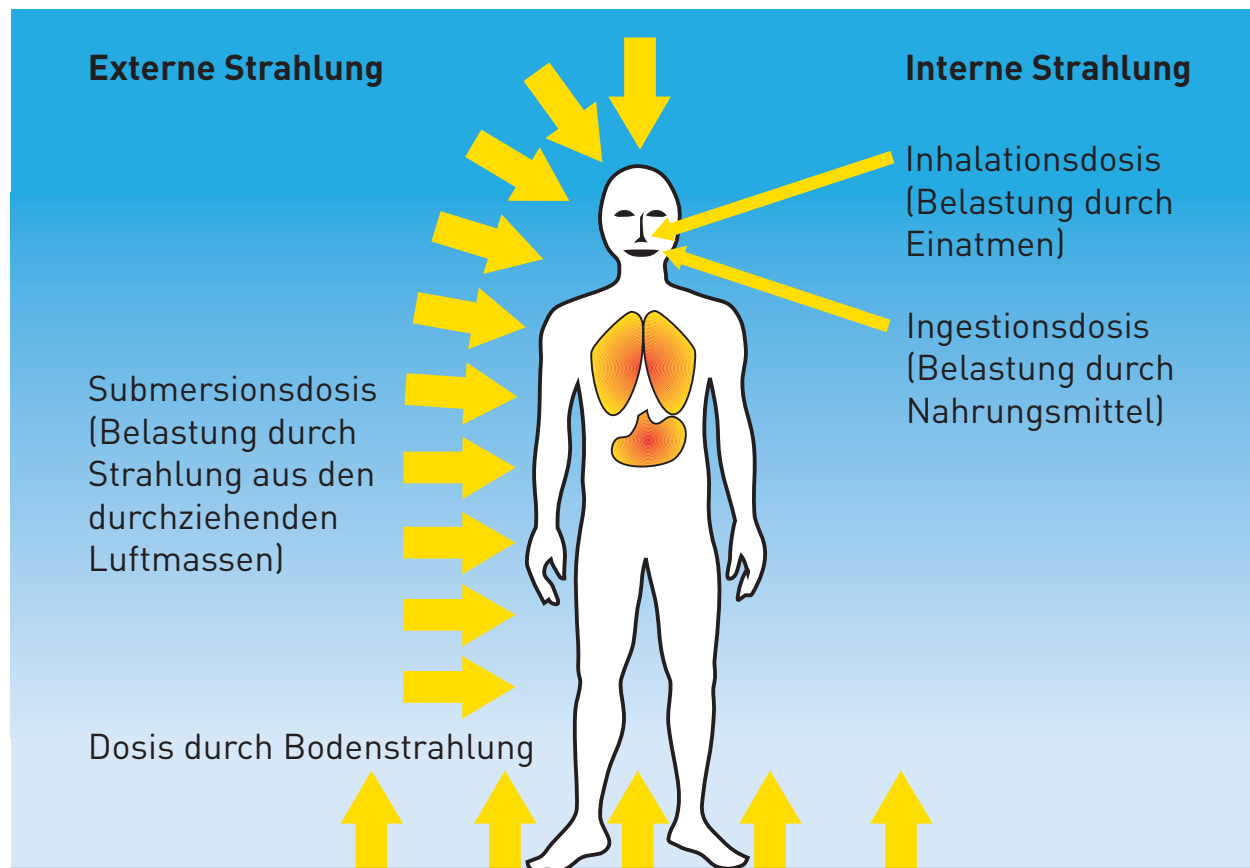 Externe Strahlung
Submersionsdosis
(Belastung durch
Strahlung aus den
durchziehenden
Luftmassen)
Dosis durch Bodenstrahlung
Interne Strahlung
Inhalationsdosis
(Belastung durch
Einatmen)
Ingestionsdosis
(Belastung durch
Nahrungsmittel)